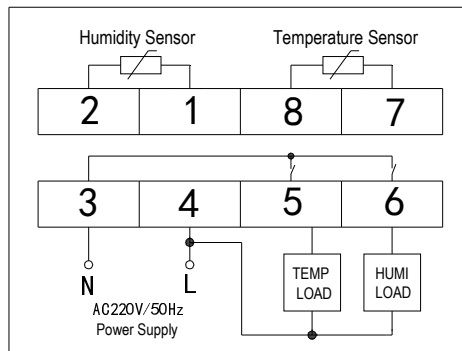 Humidity Sensor Temperature Sensor
2 1 8 7
3 4 5 6
N L TEMP LOAD HUMI LOAD
AC220V/50Hz
Power Supply